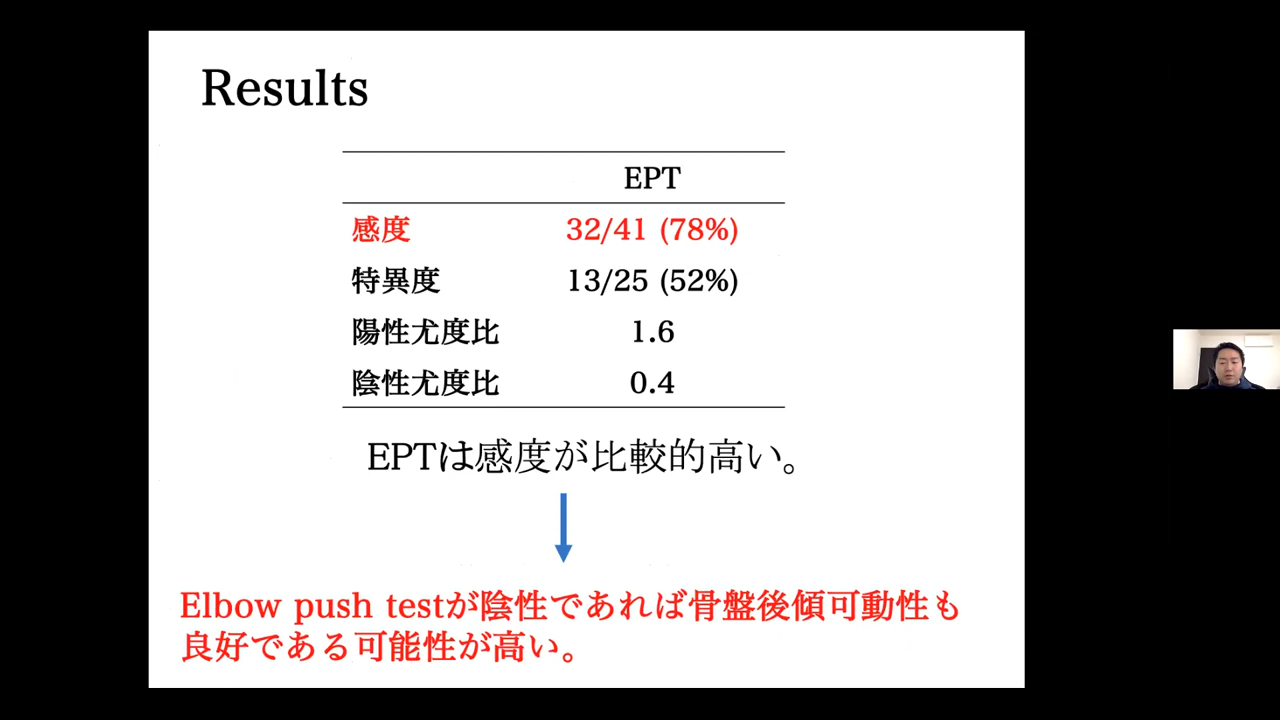 Results
EPT
感度 32/41 (78%)
特異度 13/25 (52%)
陽性尤度比 1.6
陰性尤度比 0.4
EPTは感度が比較的高い。
Elbow push testが陰性であれば骨盤後傾可動性も
良好である可能性が高い。